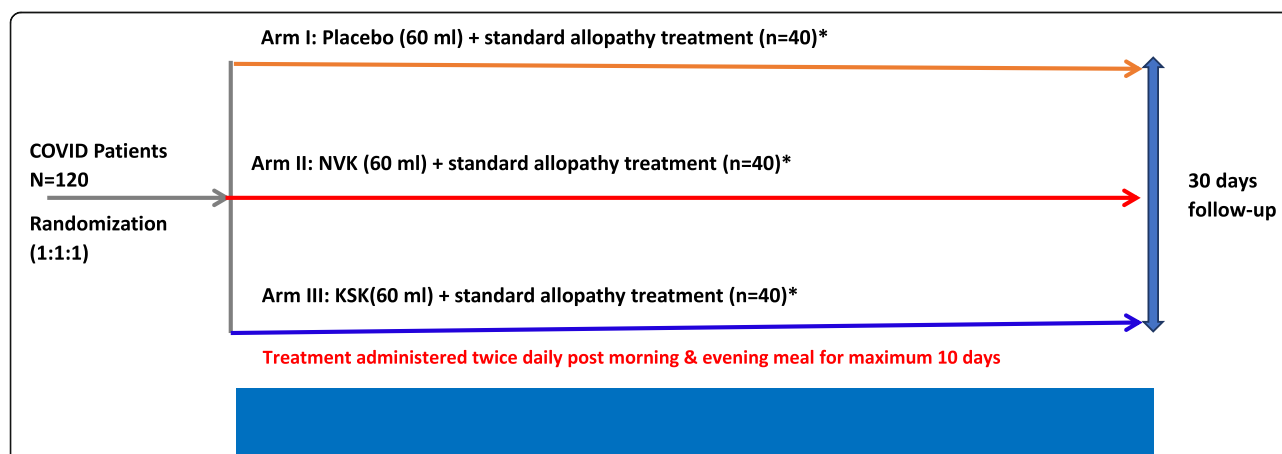 Arm I: Placebo (60 ml) + standard allopathy treatment (n=40)*
COVID Patients
N=120
Randomization
(1:1:1)
Arm II: NVK (60 ml) + standard allopathy treatment (n=40)*
30 days
follow-up
Arm III: KSK(60 ml) + standard allopathy treatment (n=40)*
Treatment administered twice daily post morning & evening meal for maximum 10 days